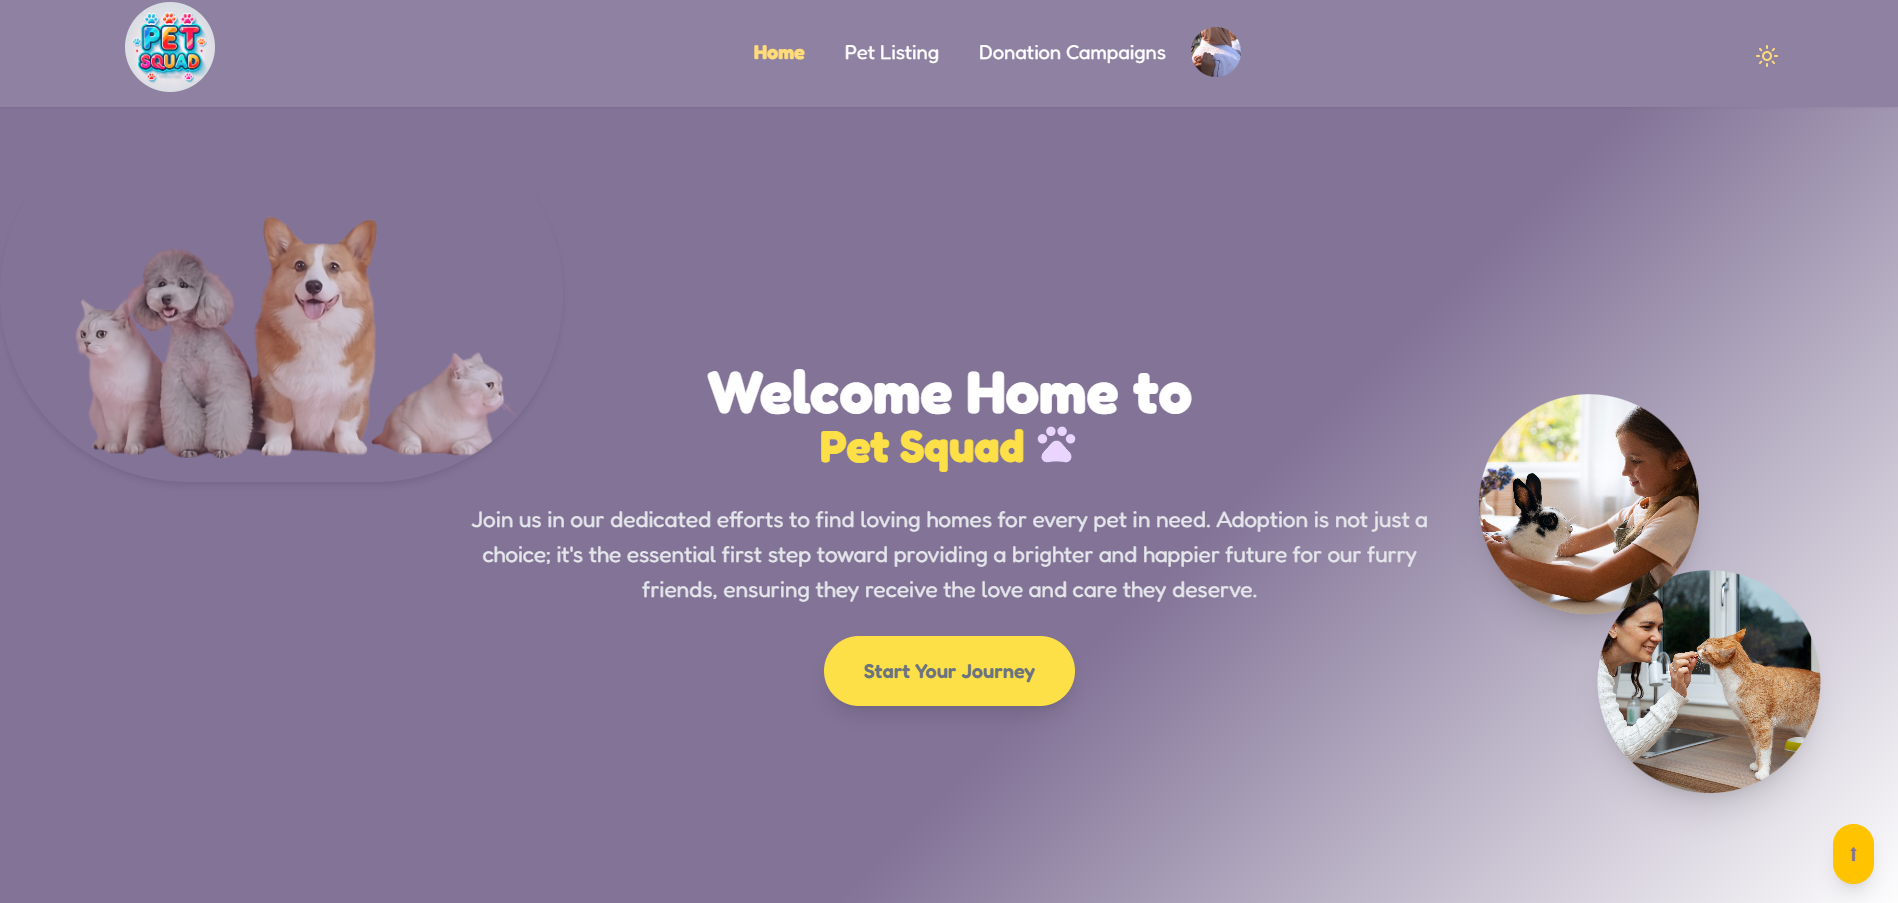 PET
SQUAD
Home
Pet Listing
Donation Campaigns
Welcome Home to
Pet Squad
Join us in our dedicated efforts to find loving homes for every pet in need. Adoption is not just a
choice; it's the essential first step toward providing a brighter and happier future for our furry
friends, ensuring they receive the love and care they deserve.
Start Your Journey